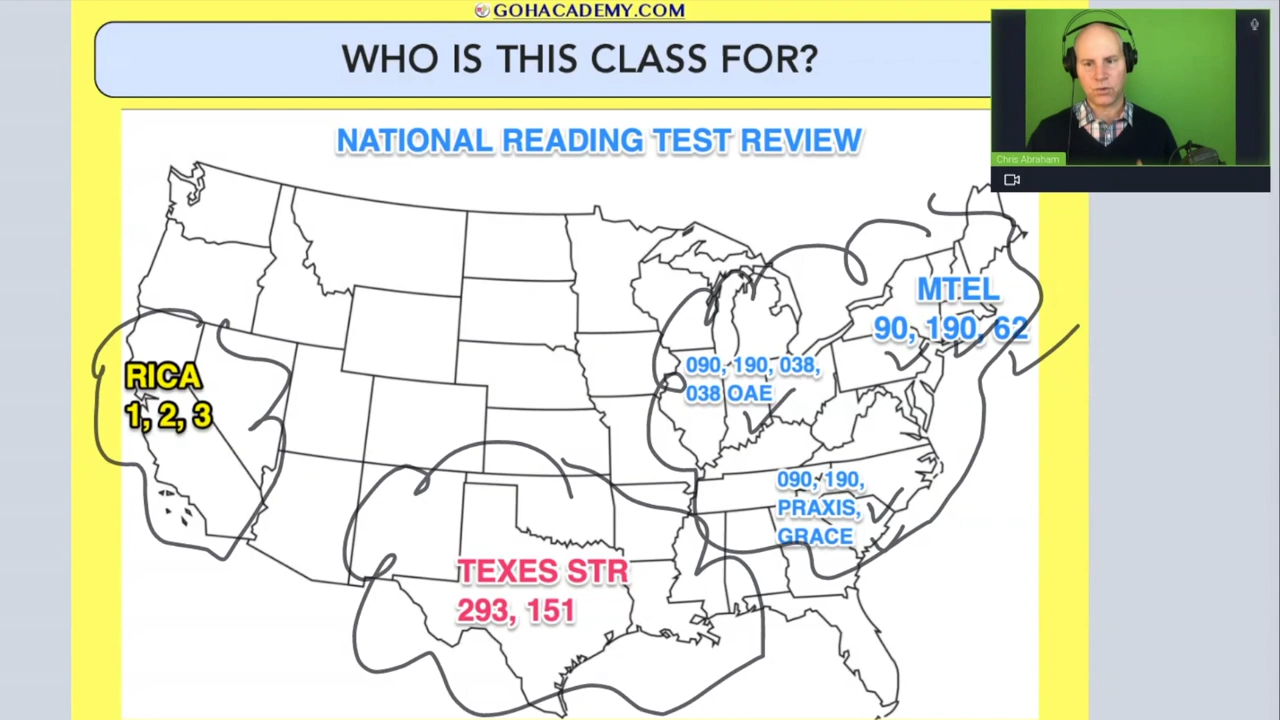 GOHACADEMY.COM
WHO IS THIS CLASS FOR?
Chris Abraham
NATIONAL READING TEST REVIEW
MTEL
90, 190, 62
RICA
1, 2, 3
090, 190, 038,
038 OAE
090, 190,
PRAXIS,
GRACE
TEXES STR
293, 151